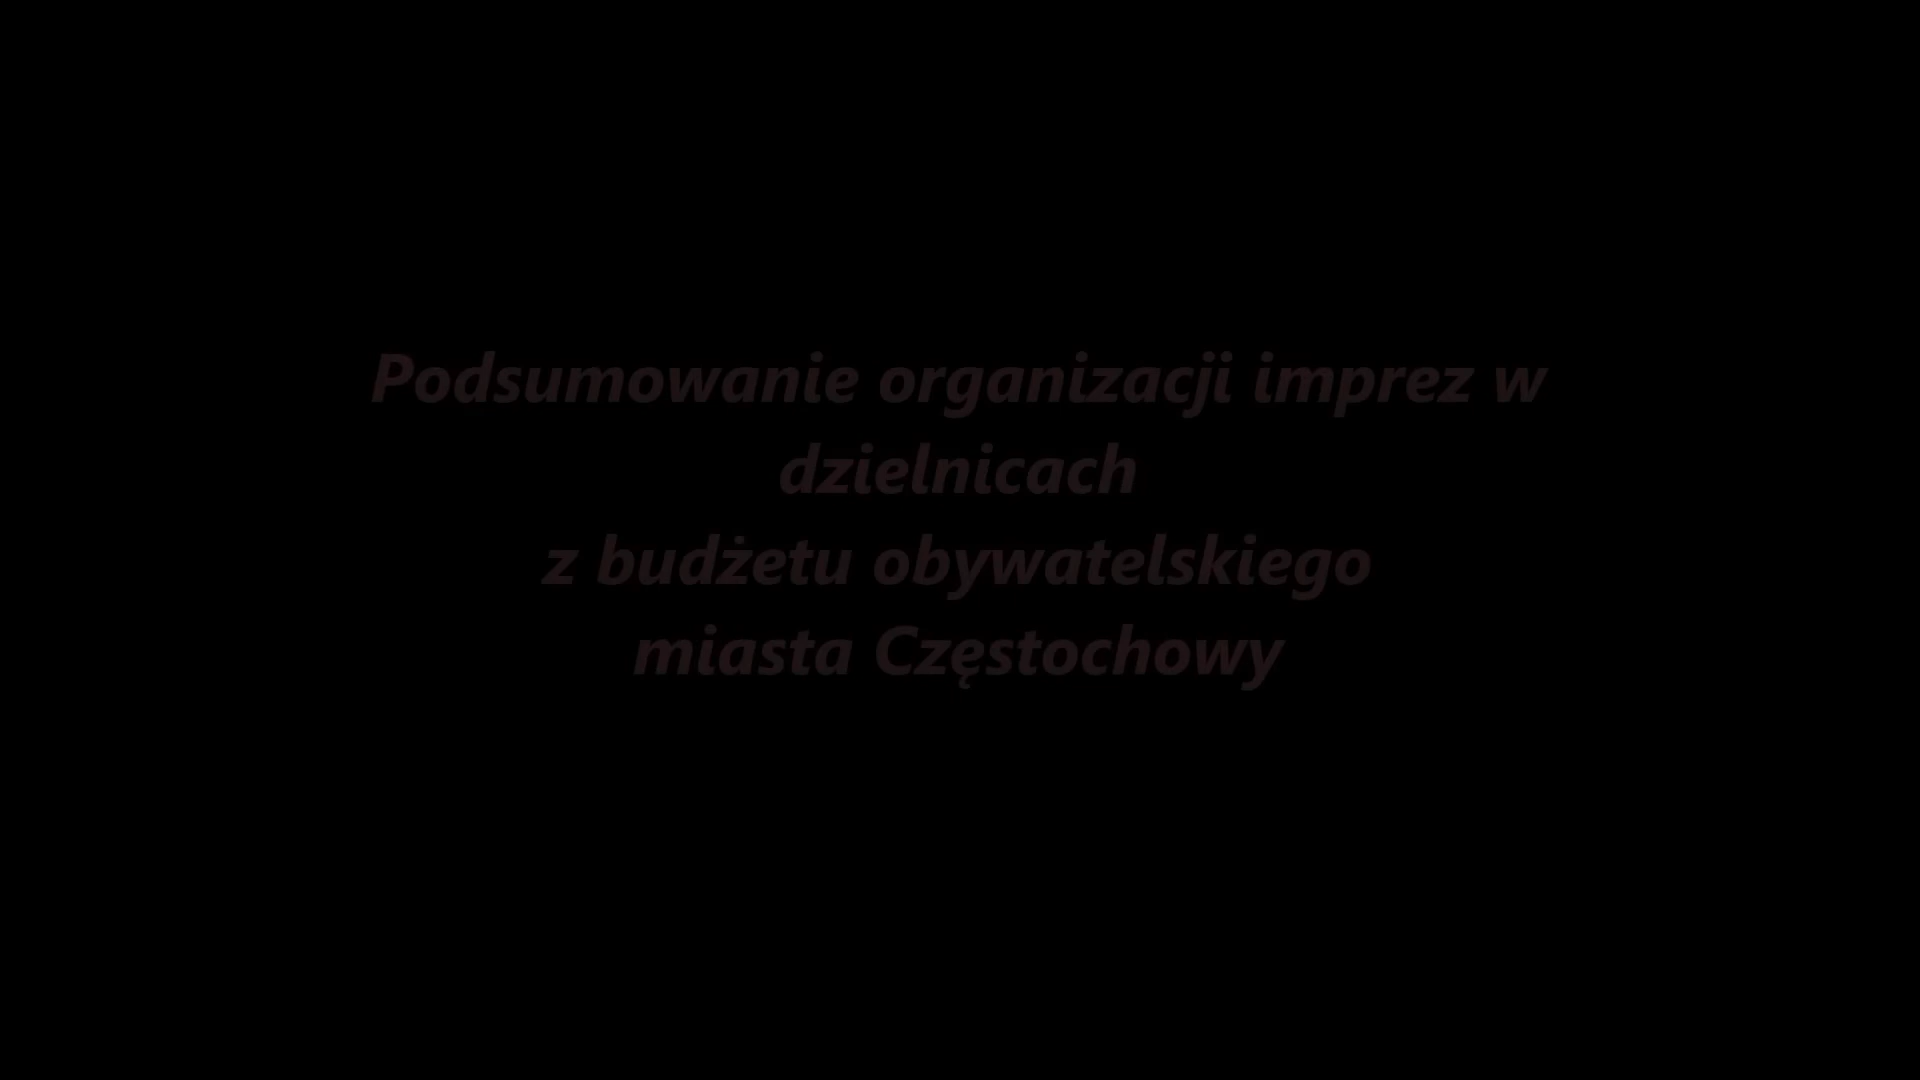 Podsumowanie organizacji imprez w
dzielnicach
z budżetu obywatelskiego
miasta Częstochowy